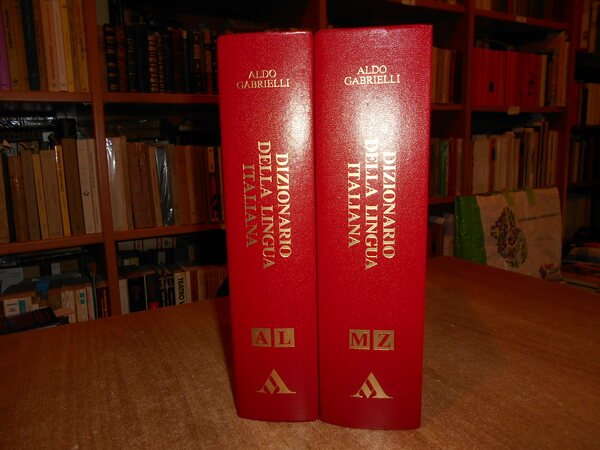 ALDO
GABRIELLI
DIZIONARIO
DELLA LINGUA
ITALIANA
A L
ALDO
GABRIELLI
DIZIONARIO
DELLA LINGUA
ITALIANA
M Z